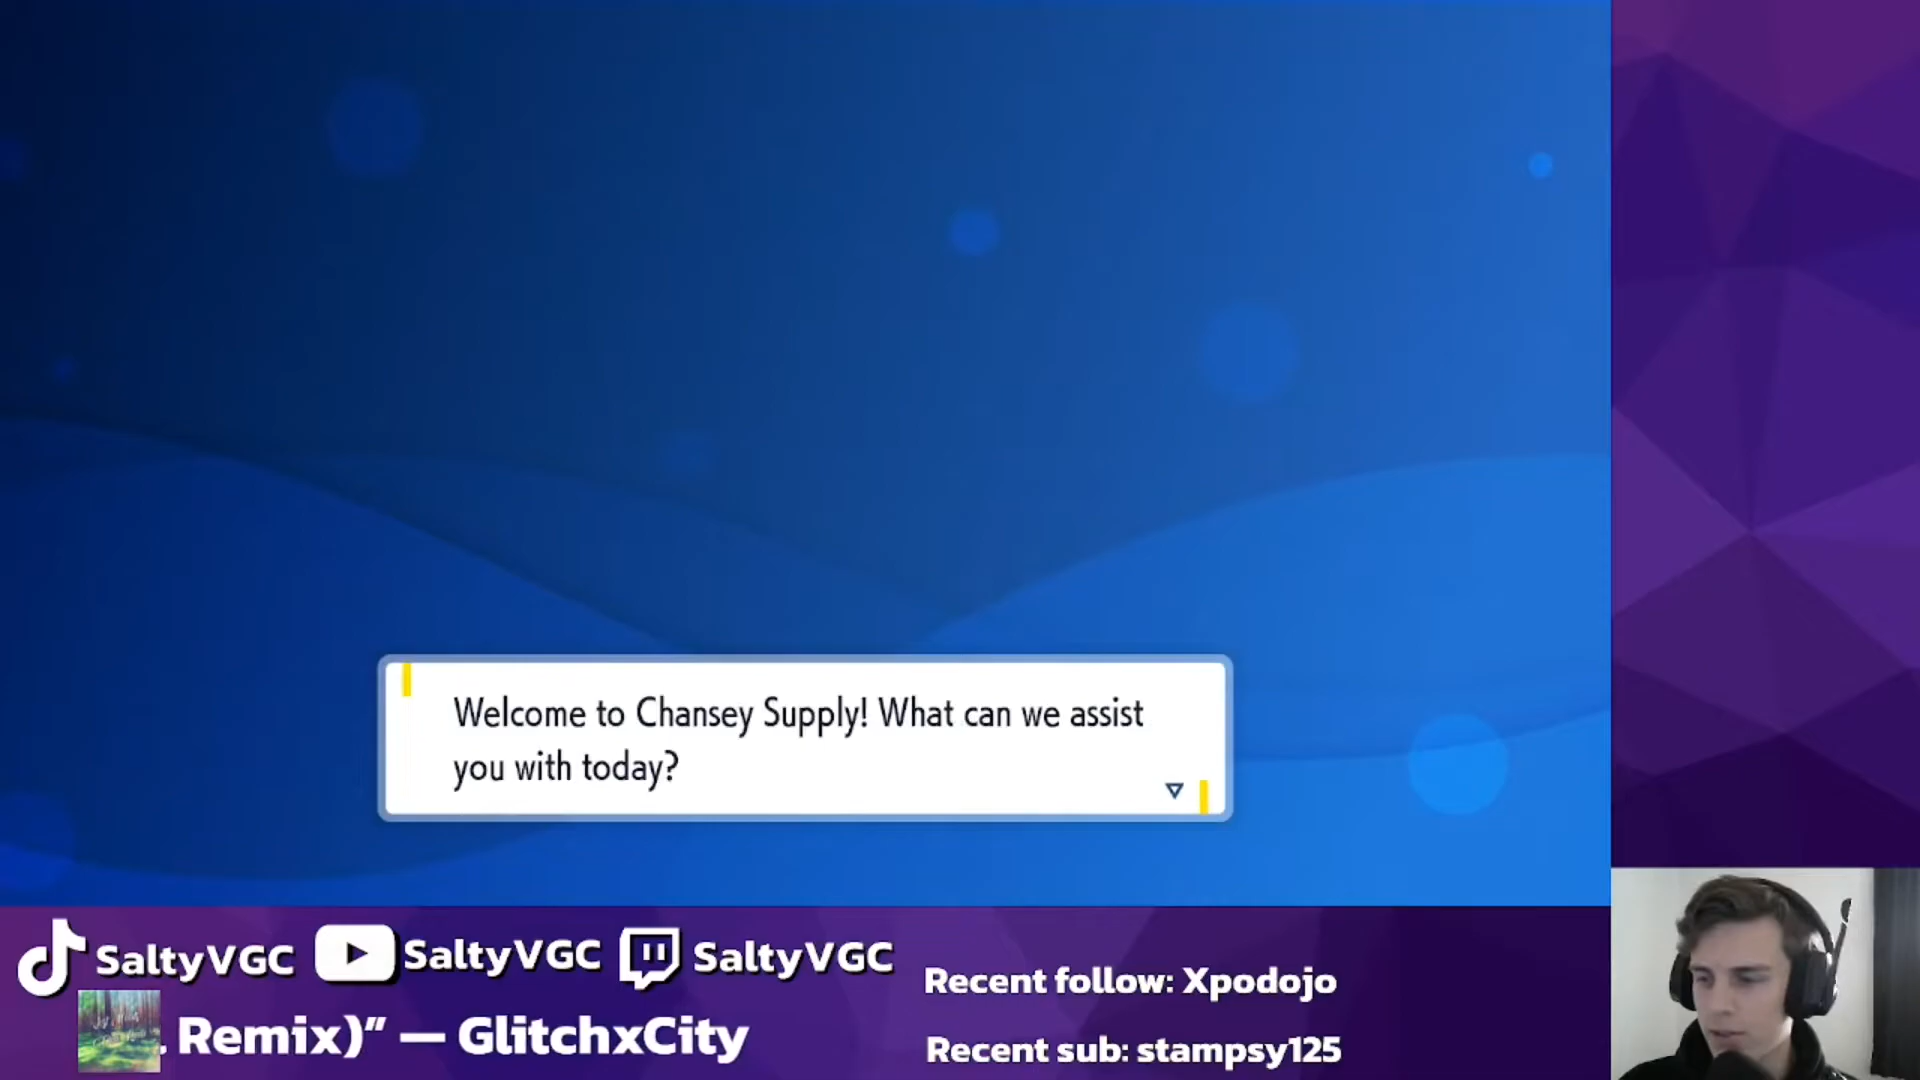 Welcome to Chansey Supply! What can we assist
you with today?
SaltyVGC SaltyVGC SaltyVGC
Recent follow: Xpodojo
. Remix)” — GlitchxCity
Recent sub: stampsy125